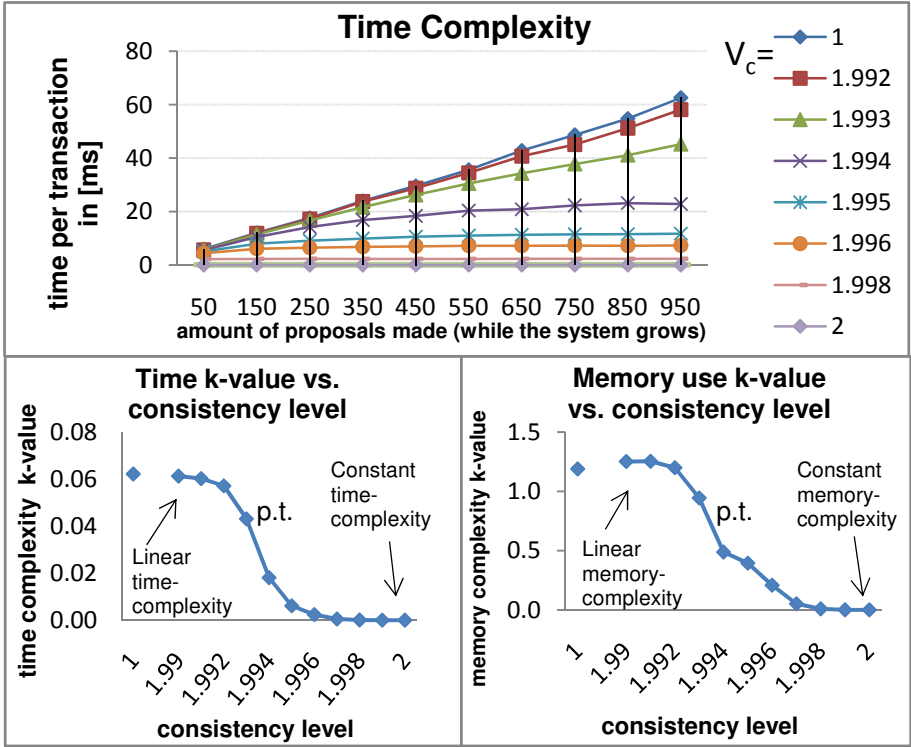 Time Complexity
time per transaction
in [ms]
80
60
40
20
0
50 150 250 350 450 550 650 750 850 950
amount of proposals made (while the system grows)
Vc=
1
1.992
1.993
1.994
1.995
1.996
1.998
2
Time k-value vs.
consistency level
time complexity k-value
0.08
0.06
0.04
0.02
0.00
p.t.
Constant
time-
complexity
Linear
time-
complexity
1 1.99 1.992 1.994 1.996 1.998 2
consistency level
Memory use k-value
vs. consistency level
memory complexity k-value
1.5
1.0
0.5
0.0
p.t.
Constant
memory-
complexity
Linear
memory-
complexity
1 1.99 1.992 1.994 1.996 1.998 2
consistency level